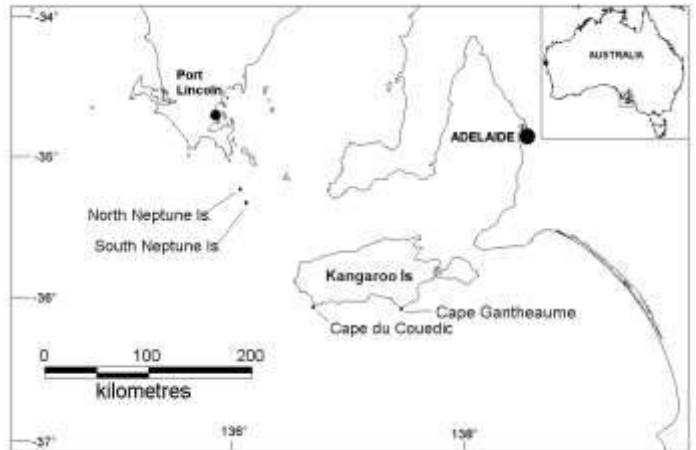 -34°
AUSTRALIA
Port
Lincoln
ADELAIDE
-35°
North Neptune Is.
South Neptune Is
Kangaroo Is
-36°
Cape Gantheaume
Cape du Couedic
0 100 200
kilometres
136° 138°
-37°